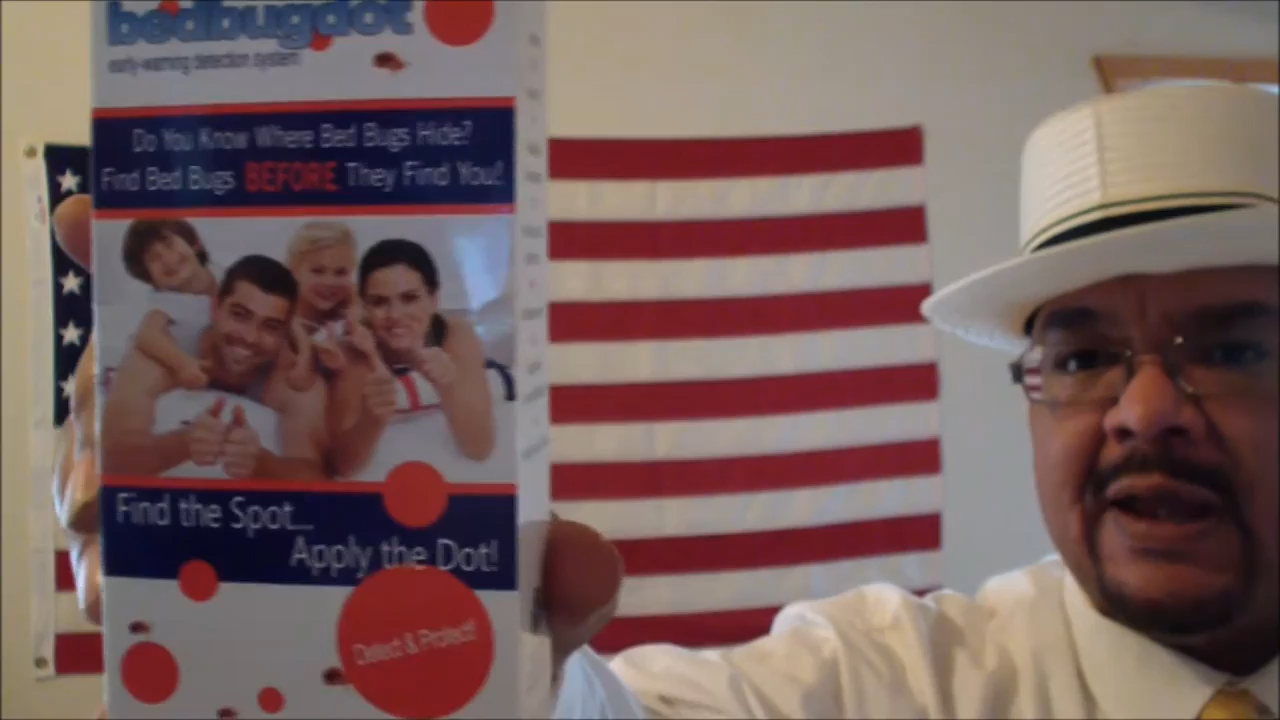 bedbugdot
early-warning detection system
Do You Know Where Bed Bugs Hide?
Find Bed Bugs BEFORE They Find You!
Find the Spot...
Apply the Dot!
Detect & Protect!